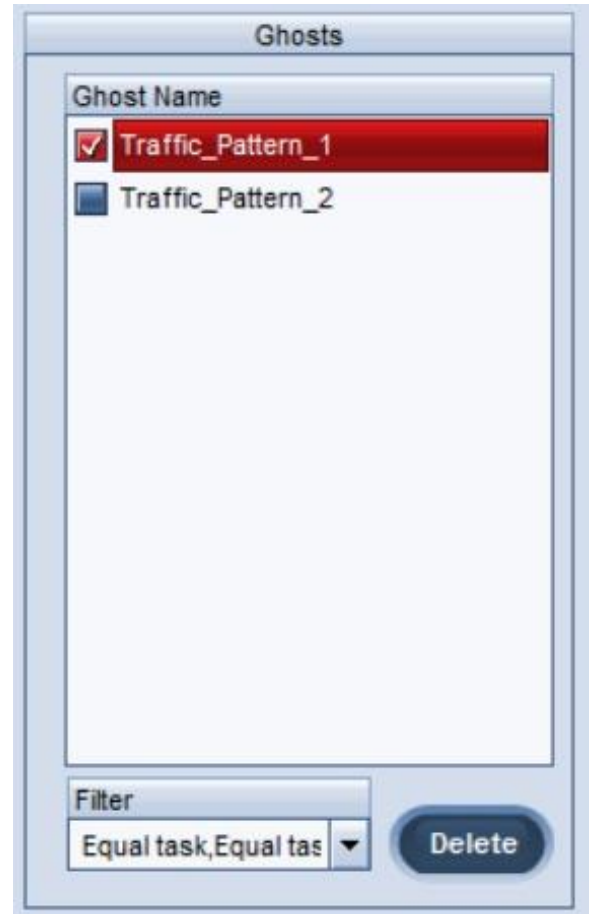 Ghosts
Ghost Name
Traffic_Pattern_1
Traffic_Pattern_2
Filter
Equal task,Equal tas
Delete